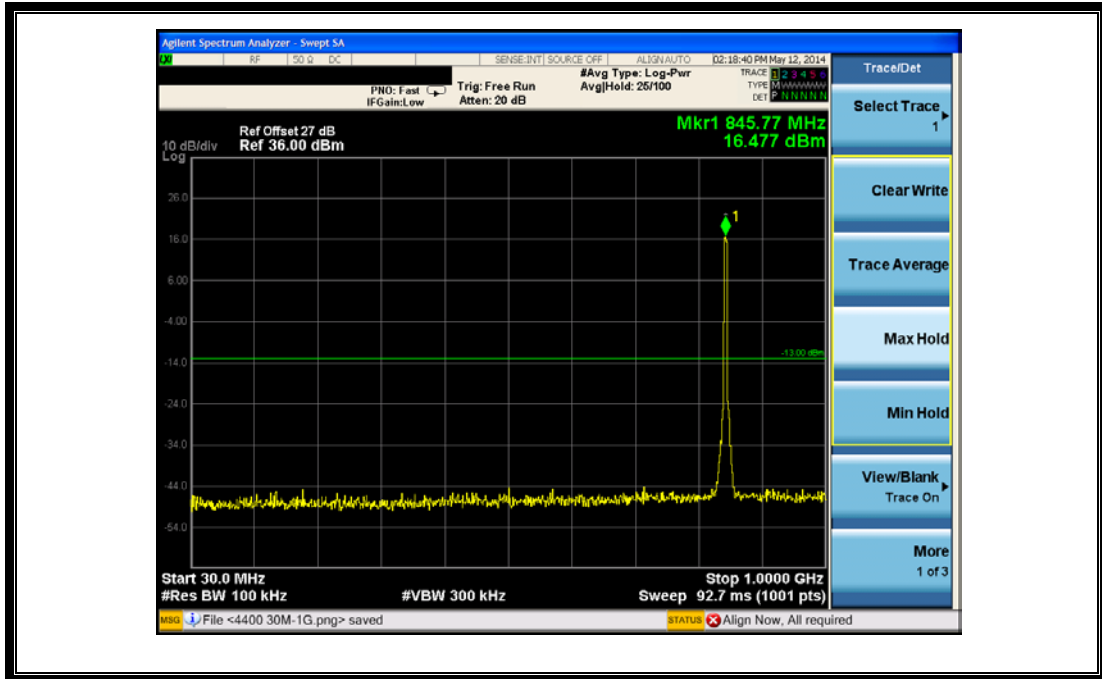 Agilent Spectrum Analyzer - Swept SA
RF 50 Ω DC SENSE:INT SOURCE OFF ALIGN AUTO 02:18:40 PM May 12, 2014
#Avg Type: Log-Pwr TRACE 1 2 3 4 5 6
PNO: Fast Trig: Free Run Avg|Hold: 25/100 TYPE M
IFGain:Low Atten: 20 dB DET P N N N N N
Mkr1 845.77 MHz
16.477 dBm
Ref Offset 27 dB
10 dB/div Ref 36.00 dBm
Log
26.0
16.0
6.00
-4.00
-14.0
-24.0
-34.0
-44.0
-54.0
1
-13.00 dBm
Start 30.0 MHz Stop 1.0000 GHz
#Res BW 100 kHz #VBW 300 kHz Sweep 92.7 ms (1001 pts)
MSG File <4400 30M-1G.png> saved STATUS Align Now, All required
Trace/Det
Select Trace
1
Clear Write
Trace Average
Max Hold
Min Hold
View/Blank
Trace On
More
1 of 3